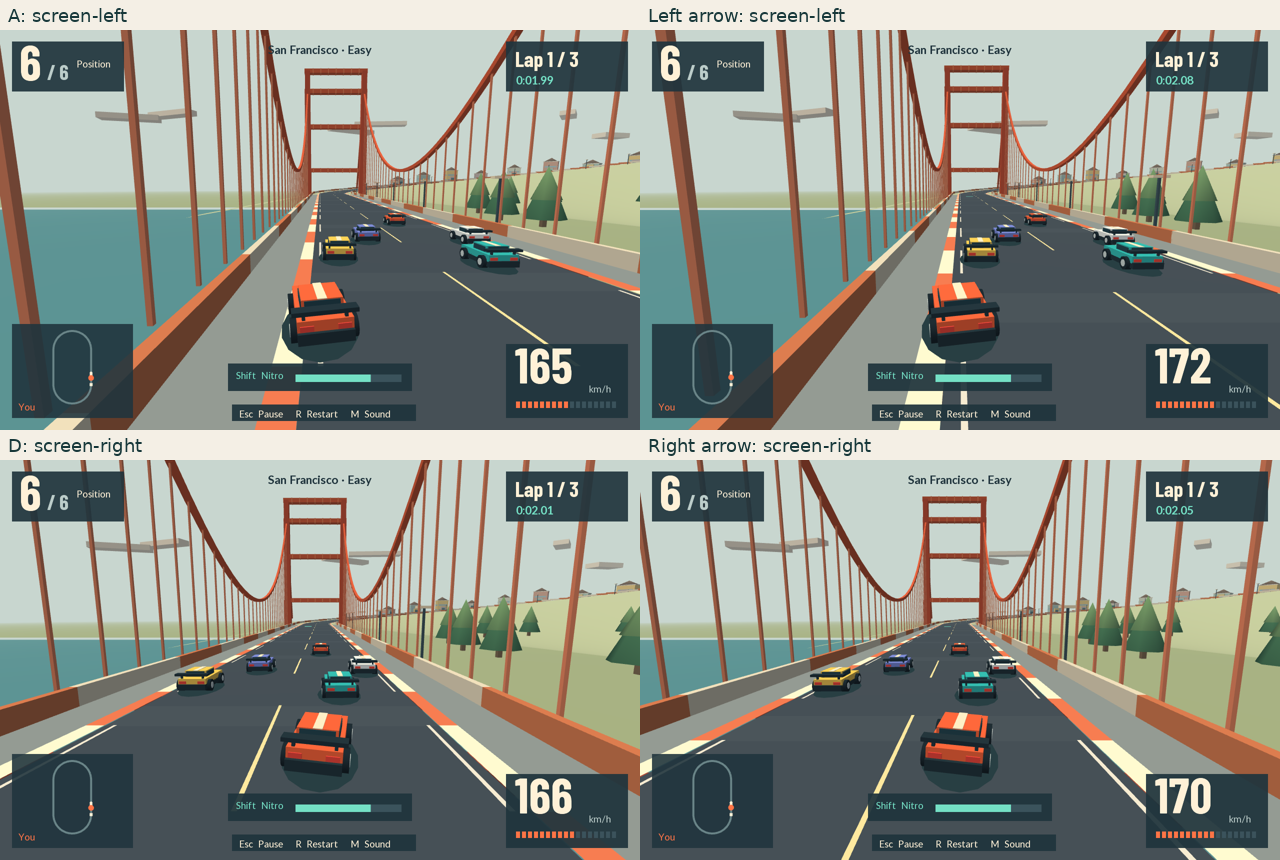 A: screen-left
6 / 6 Position
San Francisco · Easy
Lap 1 / 3
0:01.99
You
Shift Nitro
165
km/h
Esc Pause R Restart M Sound
Left arrow: screen-left
6 / 6 Position
San Francisco · Easy
Lap 1 / 3
0:02.08
You
Shift Nitro
172
km/h
Esc Pause R Restart M Sound
D: screen-right
6 / 6 Position
San Francisco · Easy
Lap 1 / 3
0:02.01
You
Shift Nitro
166
km/h
Esc Pause R Restart M Sound
Right arrow: screen-right
6 / 6 Position
San Francisco · Easy
Lap 1 / 3
0:02.05
You
Shift Nitro
170
km/h
Esc Pause R Restart M Sound